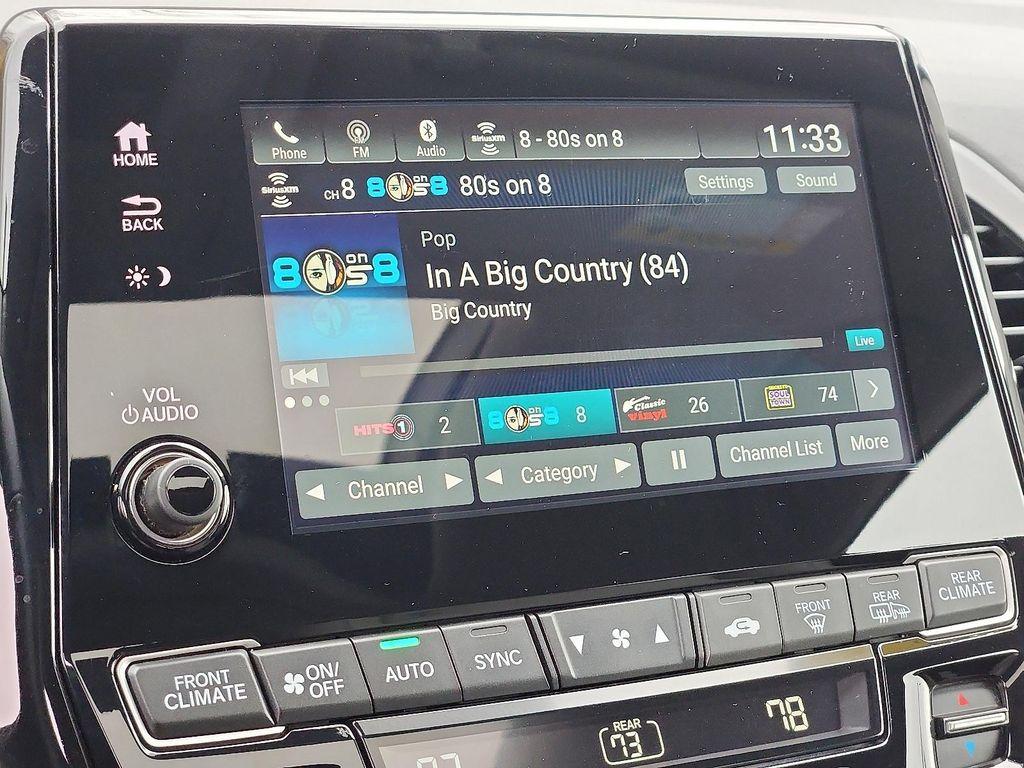 Phone
FM
Audio
SiriusXM
8 - 80s on 8
11:33
SiriusXM
CH 8
8 on s 8
80s on 8
Settings
Sound
HOME
BACK
8 on s 8
Pop
In A Big Country (84)
Big Country
Live
VOL
AUDIO
HITS 1
2
8 on s 8
8
Classic
Vinyl
26
SOUL
TOWN
74
Channel
Category
Channel List
More
FRONT
CLIMATE
ON/
OFF
AUTO
SYNC
FRONT
REAR
REAR
CLIMATE
REAR
73
78